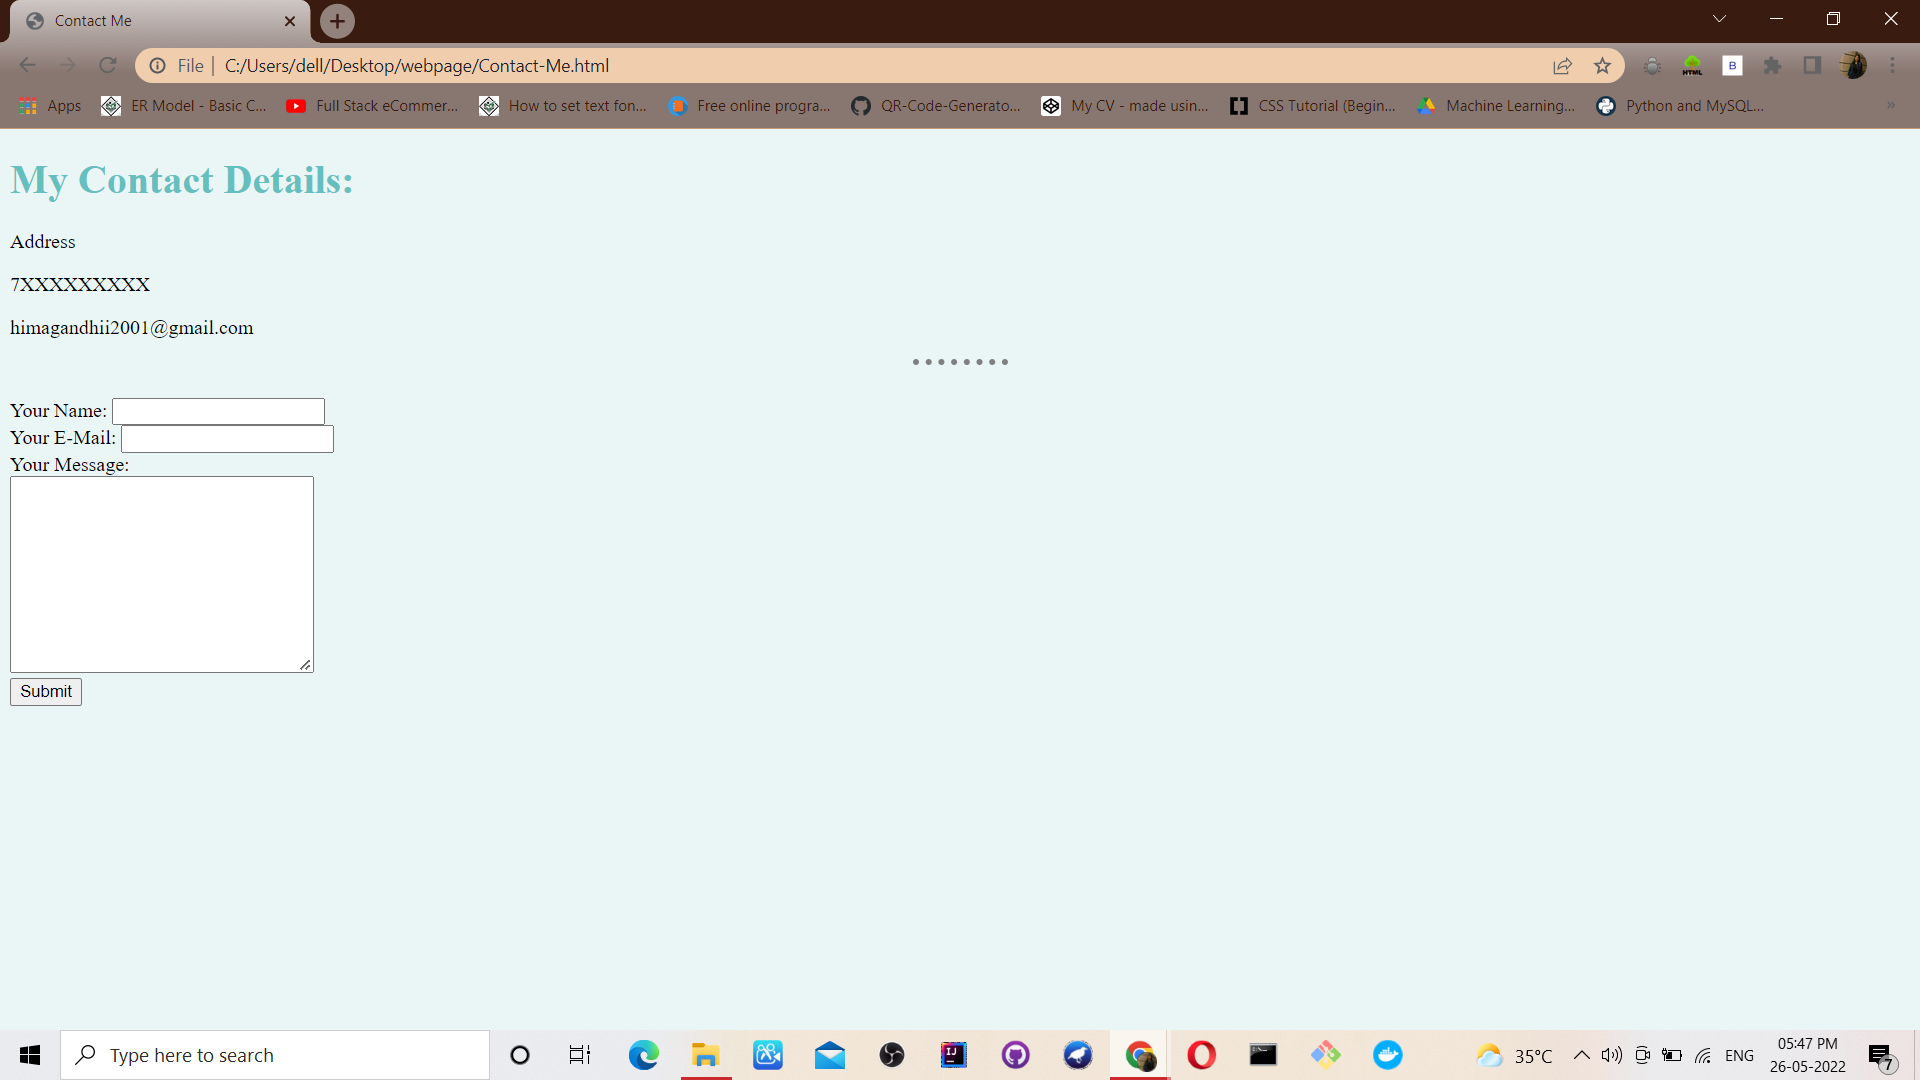 Contact Me
File
C:/Users/dell/Desktop/webpage/Contact-Me.html
Apps
ER Model - Basic C...
Full Stack eCommer...
How to set text fon...
Free online progra...
QR-Code-Generato...
My CV - made usin...
CSS Tutorial (Begin...
Machine Learning...
Python and MySQL...
My Contact Details:
Address
7XXXXXXXXX
himagandhii2001@gmail.com
Your Name:
Your E-Mail:
Your Message:
Submit
Type here to search
35°C
ENG
05:47 PM
26-05-2022
7